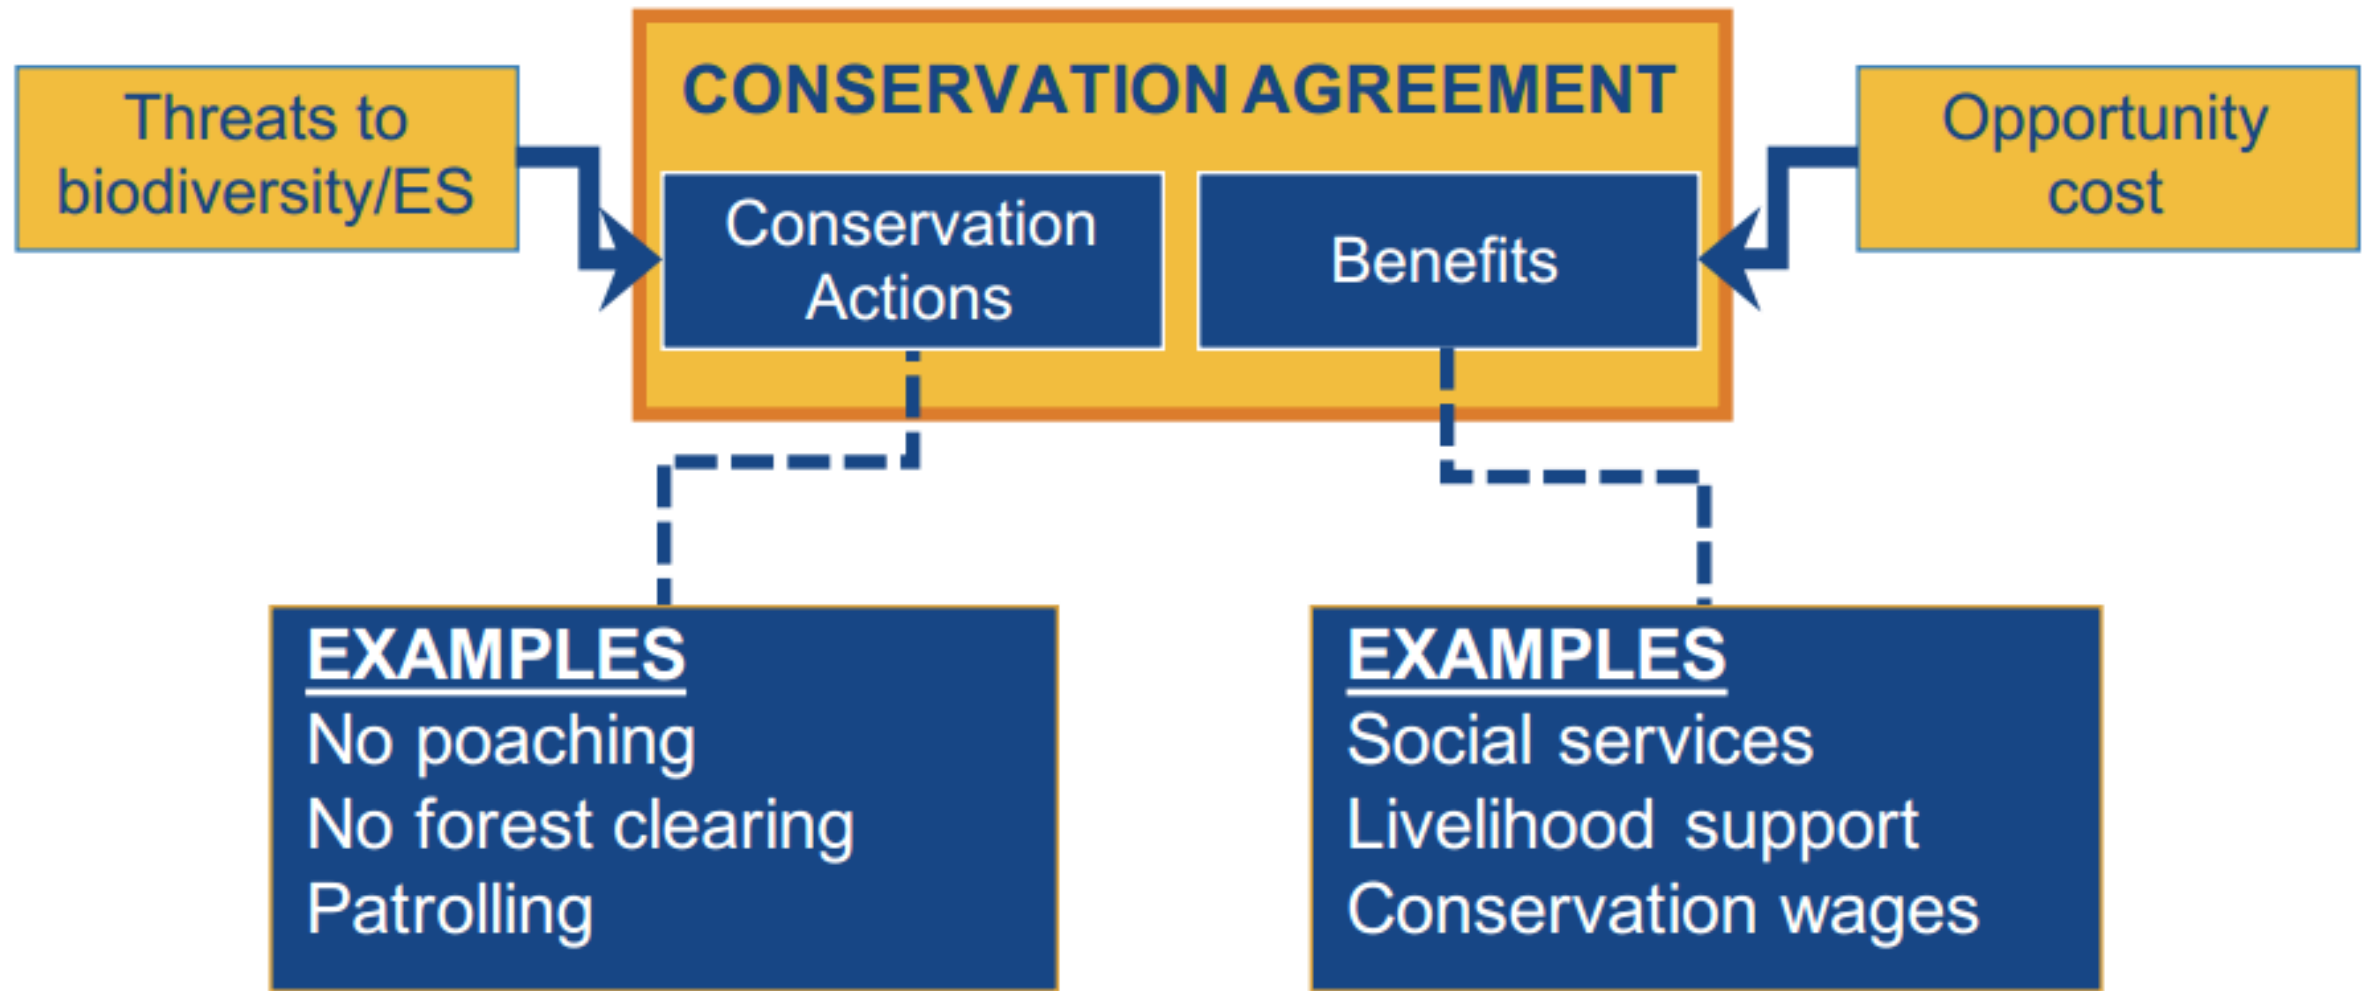 CONSERVATION AGREEMENT
Threats to
biodiversity/ES
Opportunity
cost
Conservation
Actions
Benefits
EXAMPLES
No poaching
No forest clearing
Patrolling
EXAMPLES
Social services
Livelihood support
Conservation wages